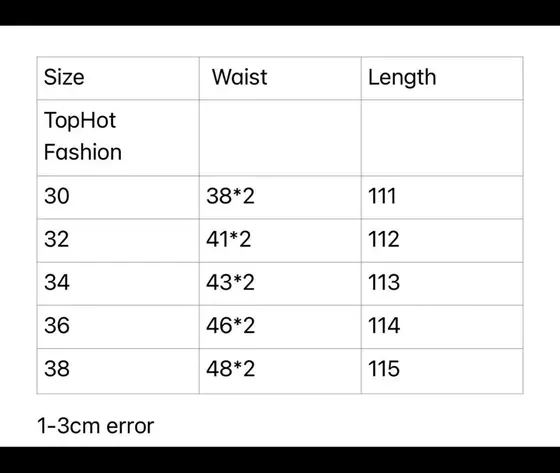 Size Waist Length
TopHot
Fashion
30 38*2 111
32 41*2 112
34 43*2 113
36 46*2 114
38 48*2 115
1-3cm error